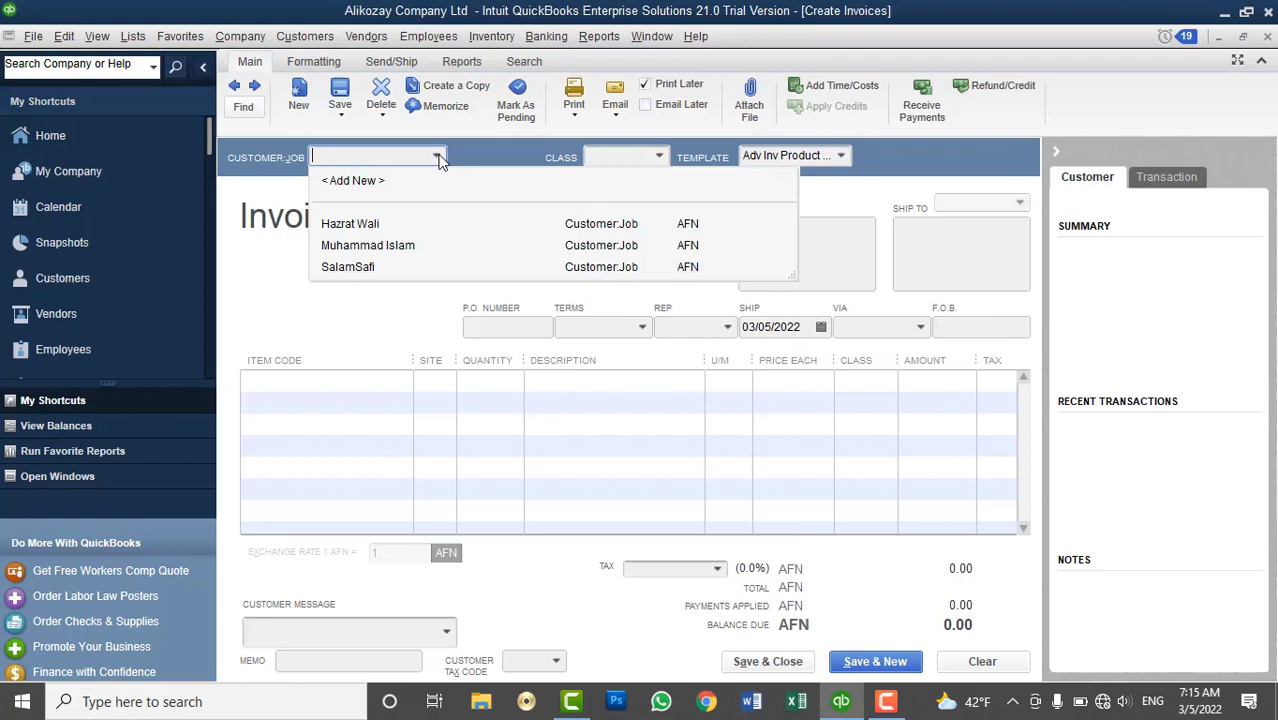 Alikozay Company Ltd - Intuit QuickBooks Enterprise Solutions 21.0 Trial Version - [Create Invoices]
File Edit View Lists Favorites Company Customers Vendors Employees Inventory Banking Reports Window Help 19
Search Company or Help
Main Formatting Send/Ship Reports Search
Find New Save Delete Create a Copy Memorize Mark As Pending Print Email Print Later Email Later Attach File Add Time/Costs Apply Credits Receive Payments Refund/Credit
My Shortcuts
Home
My Company
Calendar
Snapshots
Customers
Vendors
Employees
My Shortcuts
View Balances
Run Favorite Reports
Open Windows
Do More With QuickBooks
Get Free Workers Comp Quote
Order Labor Law Posters
Order Checks & Supplies
Promote Your Business
Finance with Confidence
CUSTOMER:JOB CLASS TEMPLATE Adv Inv Product ...
< Add New >
Hazrat Wali Customer:Job AFN
Muhammad Islam Customer:Job AFN
SalamSafi Customer:Job AFN
Invoi
SHIP TO
P.O. NUMBER TERMS REP SHIP VIA F.O.B.
03/05/2022
ITEM CODE SITE QUANTITY DESCRIPTION U/M PRICE EACH CLASS AMOUNT TAX
EXCHANGE RATE 1 AFN = 1 AFN
TAX (0.0%) AFN 0.00
TOTAL AFN
PAYMENTS APPLIED AFN 0.00
BALANCE DUE AFN 0.00
CUSTOMER MESSAGE
MEMO CUSTOMER TAX CODE
Save & Close Save & New Clear
Customer Transaction
SUMMARY
RECENT TRANSACTIONS
NOTES
Type here to search
42°F ENG 7:15 AM
3/5/2022